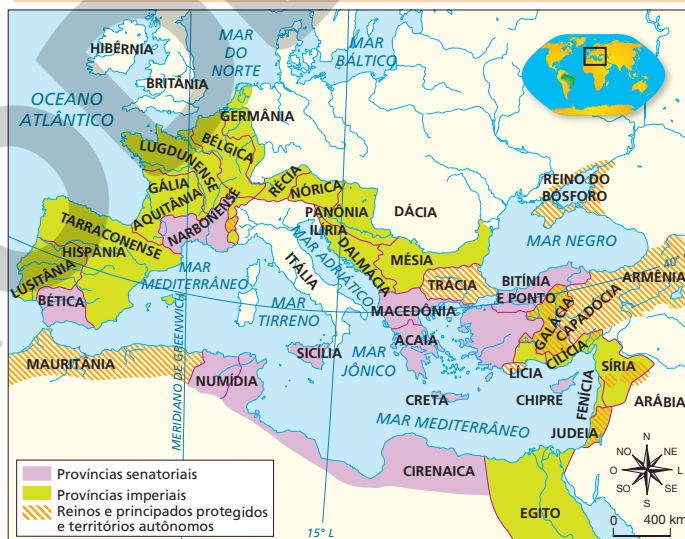 HIBÉRNIA
MAR
DO
NORTE
MAR
BÁLTICO
BRITÂNIA
OCEANO
ATLÂNTICO
GERMÂNIA
BÉLGICA
LUGDUNENSE
GÁLIA
AQUITÂNIA
NARBONENSE
RÉCIA
NÓRICA
PANÔNIA
ILÍRIA
DALMÁCIA
DÁCIA
REINO DO
BÓSFORO
MAR NEGRO
TARRACONENSE
HISPÂNIA
LUSITÂNIA
BÉTICA
MAR
MEDITERRÂNEO
ITÁLIA
MAR ADRIÁTICO
MÉSIA
TRÁCIA
BITÍNIA
E PONTO
40°
ARMÊNIA
GALÁCIA
CAPADÓCIA
MACEDÔNIA
ACAIA
MAR
TIRRENO
MAR
JÔNICO
SICÍLIA
MAURITÂNIA
NUMÍDIA
MERIDIANO DE GREENWICH
LÍCIA
CILÍCIA
SÍRIA
FENÍCIA
CRETA
CHIPRE
ARÁBIA
MAR MEDITERRÂNEO
JUDEIA
CIRENAICA
EGITO
N
NO NE
O L
SO SE
S
0 400 km
15° L
Províncias senatoriais
Províncias imperiais
Reinos e principados protegidos
e territórios autônomos